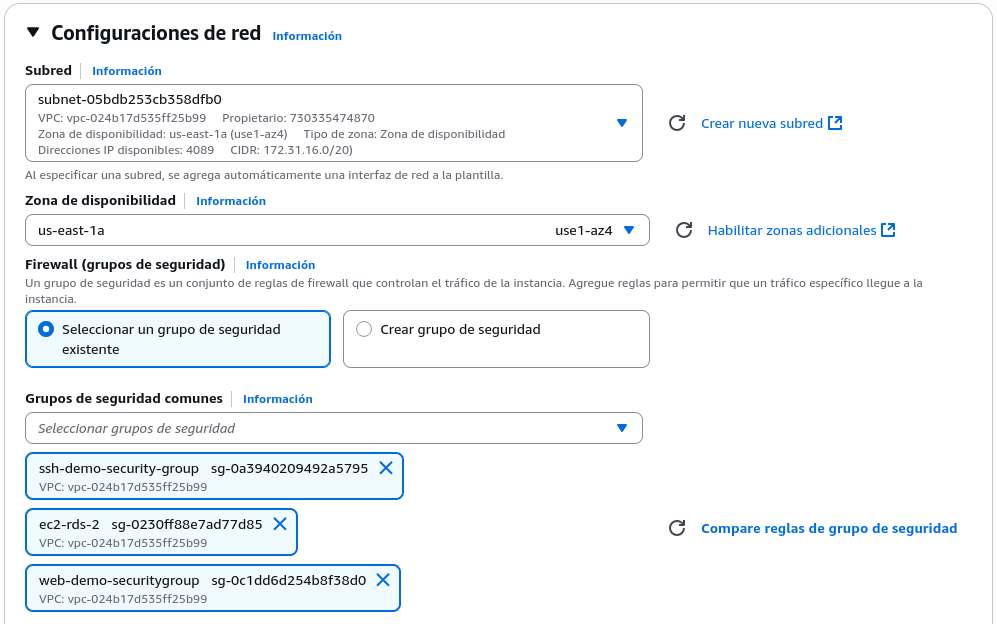 Configuraciones de red Información
Subred Información
subnet-05bdb253cb358dfb0
VPC: vpc-024b17d535ff25b99 Propietario: 730335474870
Zona de disponibilidad: us-east-1a (use1-az4) Tipo de zona: Zona de disponibilidad
Direcciones IP disponibles: 4089 CIDR: 172.31.16.0/20)
Crear nueva subred
Al especificar una subred, se agrega automáticamente una interfaz de red a la plantilla.
Zona de disponibilidad Información
us-east-1a use1-az4
Habilitar zonas adicionales
Firewall (grupos de seguridad) Información
Un grupo de seguridad es un conjunto de reglas de firewall que controlan el tráfico de la instancia. Agregue reglas para permitir que un tráfico específico llegue a la
instancia.
Seleccionar un grupo de seguridad
existente
Crear grupo de seguridad
Grupos de seguridad comunes Información
Seleccionar grupos de seguridad
ssh-demo-security-group sg-0a3940209492a5795
VPC: vpc-024b17d535ff25b99
ec2-rds-2 sg-0230ff88e7ad77d85
VPC: vpc-024b17d535ff25b99
Compare reglas de grupo de seguridad
web-demo-securitygroup sg-0c1dd6d254b8f38d0
VPC: vpc-024b17d535ff25b99